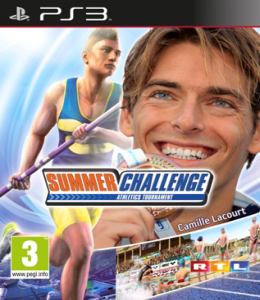 PS3
SUMMER CHALLENGE
ATHLETICS TOURNAMENT
Camille Lacourt
3
www.pegi.info
RTL